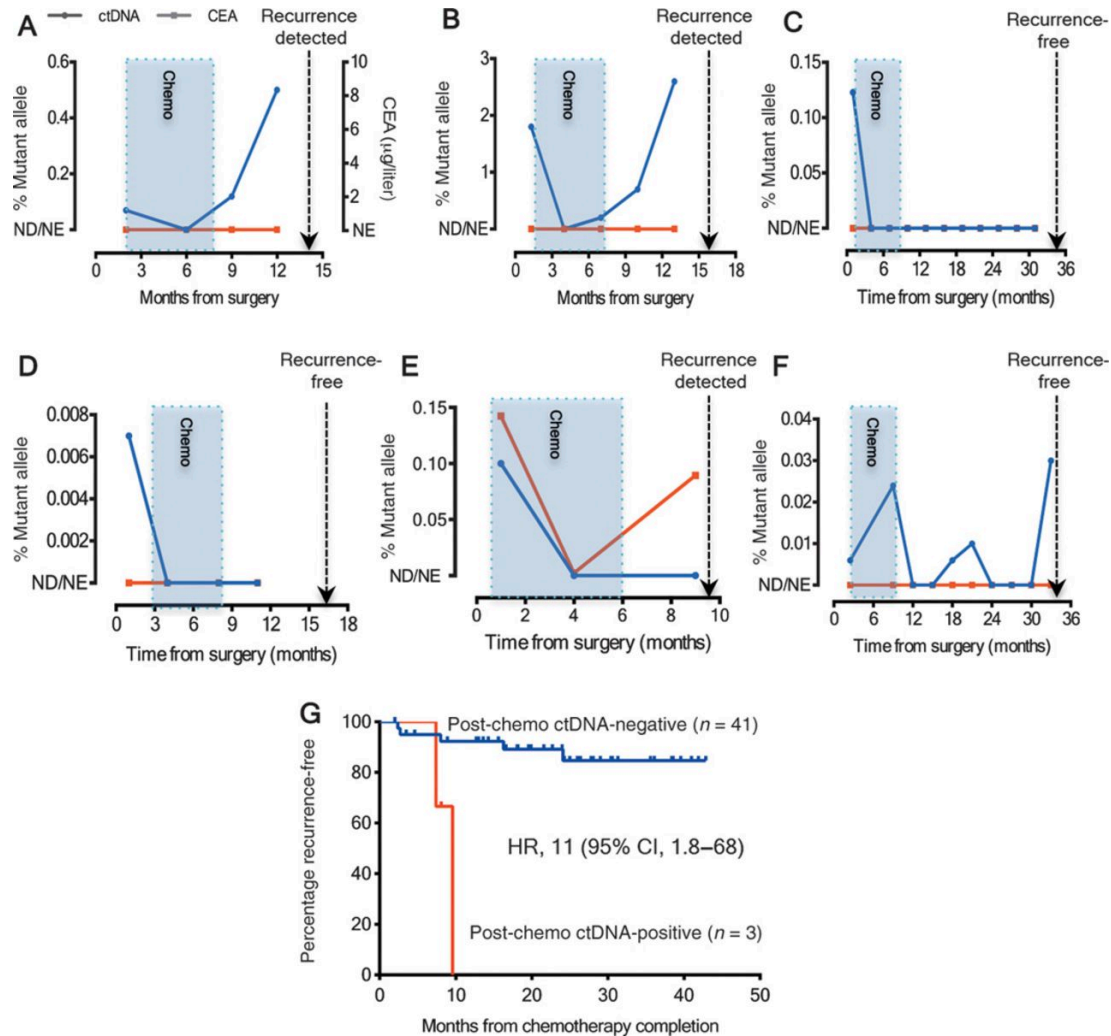 A
ctDNA CEA
Recurrence
detected
% Mutant allele
0.6
0.4
0.2
ND/NE
Chemo
10
8
6
4
2
NE
CEA (μg/liter)
0 3 6 9 12 15
Months from surgery
B
Recurrence
detected
% Mutant allele
3
2
1
ND/NE
Chemo
0 3 6 9 12 15 18
Months from surgery
C
Recurrence-
free
% Mutant allele
0.15
0.10
0.05
ND/NE
Chemo
0 6 12 18 24 30 36
Time from surgery (months)
D
Recurrence-
free
% Mutant allele
0.008
0.006
0.004
0.002
ND/NE
Chemo
0 3 6 9 12 15 18
Time from surgery (months)
E
Recurrence
detected
% Mutant allele
0.15
0.10
0.05
ND/NE
Chemo
0 2 4 6 8 10
Time from surgery (months)
F
Recurrence-
free
% Mutant allele
0.04
0.03
0.02
0.01
ND/NE
Chemo
0 6 12 18 24 30 36
Time from surgery (months)
G
Percentage recurrence-free
100
80
60
40
20
0
Post-chemo ctDNA-negative (n = 41)
HR, 11 (95% CI, 1.8–68)
Post-chemo ctDNA-positive (n = 3)
0 10 20 30 40 50
Months from chemotherapy completion